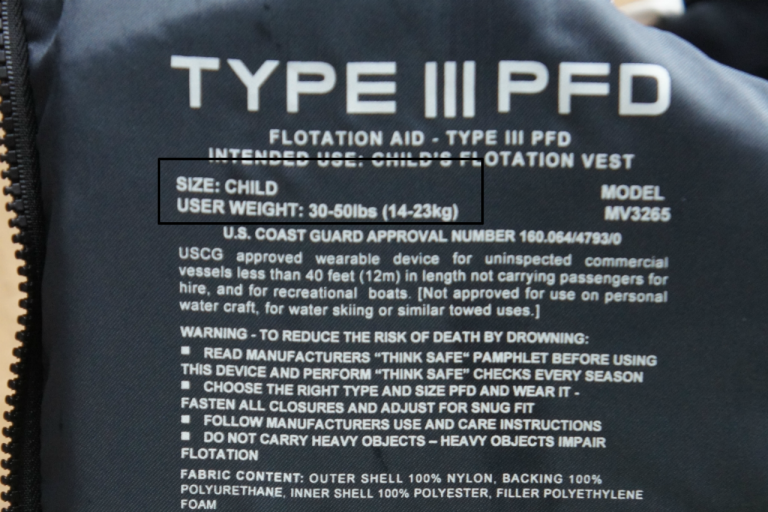 TYPE III PFD
FLOTATION AID - TYPE III PFD
INTENDED USE: CHILD'S FLOTATION VEST
SIZE: CHILD
USER WEIGHT: 30-50lbs (14-23kg)
MODEL
MV3265
U.S. COAST GUARD APPROVAL NUMBER 160.064/4793/0
USCG approved wearable device for uninspected commercial
vessels less than 40 feet (12m) in length not carrying passengers for
hire, and for recreational boats. [Not approved for use on personal
water craft, for water skiing or similar towed uses.]
WARNING - TO REDUCE THE RISK OF DEATH BY DROWNING:
■ READ MANUFACTURERS “THINK SAFE“ PAMPHLET BEFORE USING
THIS DEVICE AND PERFORM “THINK SAFE“ CHECKS EVERY SEASON
■ CHOOSE THE RIGHT TYPE AND SIZE PFD AND WEAR IT -
FASTEN ALL CLOSURES AND ADJUST FOR SNUG FIT
■ FOLLOW MANUFACTURERS USE AND CARE INSTRUCTIONS
■ DO NOT CARRY HEAVY OBJECTS – HEAVY OBJECTS IMPAIR
FLOTATION
FABRIC CONTENT: OUTER SHELL 100% NYLON, BACKING 100%
POLYURETHANE, INNER SHELL 100% POLYESTER, FILLER POLYETHYLENE
FOAM